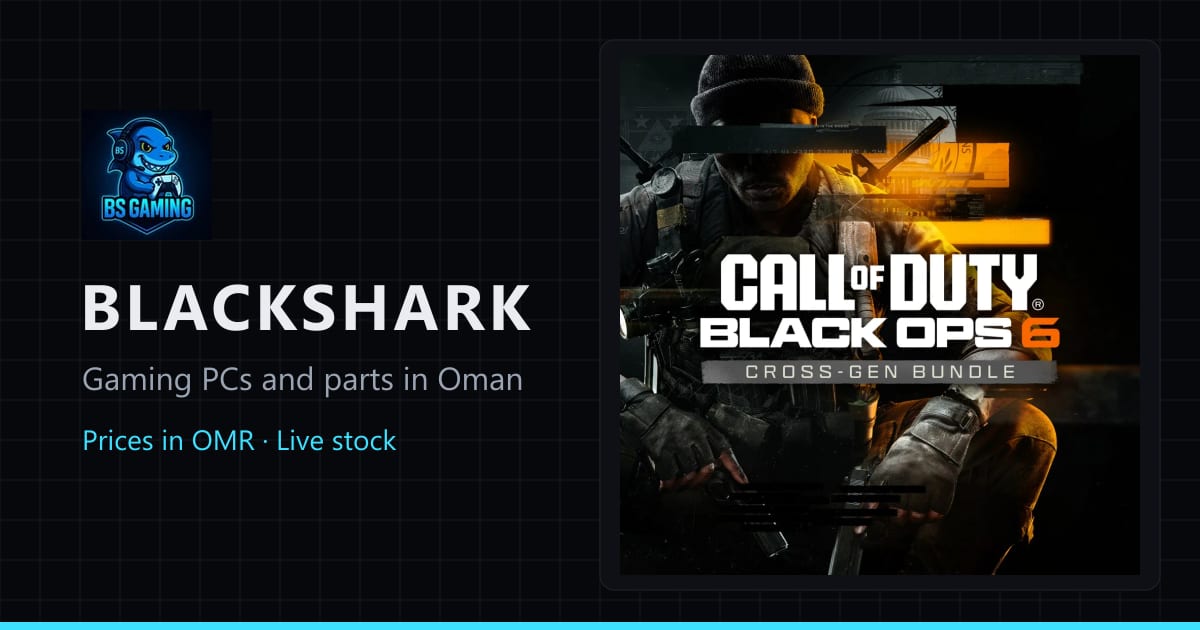 BS
BS GAMING
BLACKSHARK
Gaming PCs and parts in Oman
Prices in OMR · Live stock
CALL OF DUTY®
BLACK OPS 6
CROSS-GEN BUNDLE